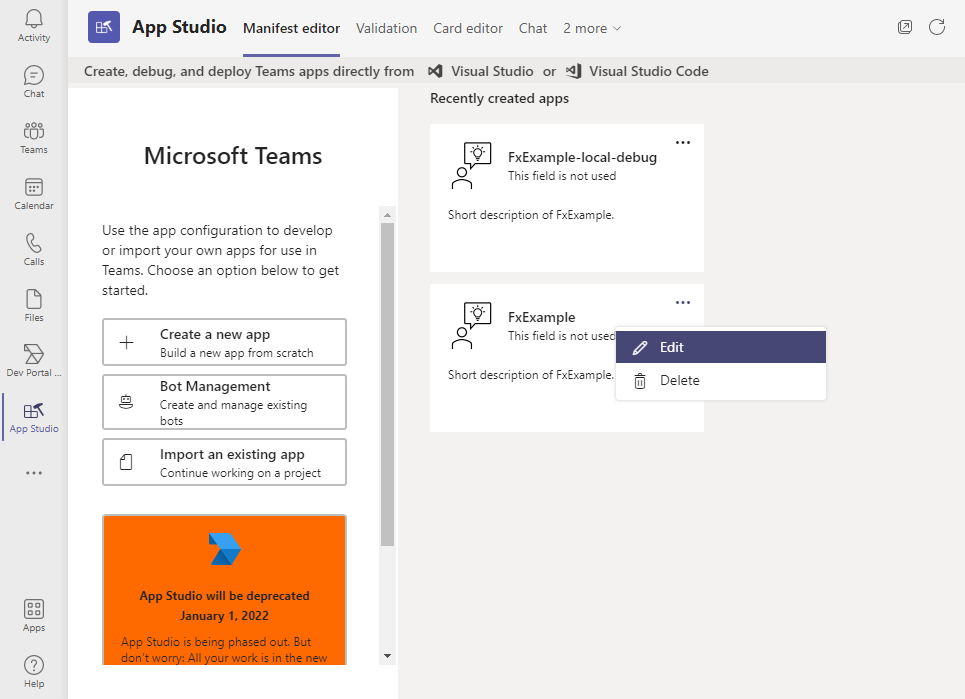 Activity
Chat
Teams
Calendar
Calls
Files
Dev Portal ...
App Studio
Apps
Help
App Studio Manifest editor Validation Card editor Chat 2 more
Create, debug, and deploy Teams apps directly from Visual Studio or Visual Studio Code
Microsoft Teams
Use the app configuration to develop
or import your own apps for use in
Teams. Choose an option below to get
started.
Create a new app
Build a new app from scratch
Bot Management
Create and manage existing
bots
Import an existing app
Continue working on a project
App Studio will be deprecated
January 1, 2022
App Studio is being phased out. But
don't worry: All your work is in the new
Recently created apps
FxExample-local-debug
This field is not used
Short description of FxExample.
FxExample
This field is not used
Short description of FxExample.
Edit
Delete